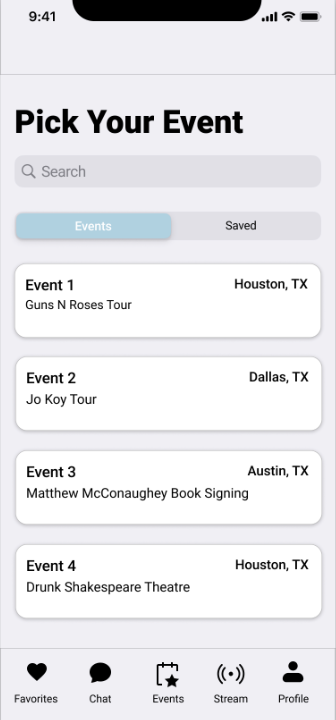 9:41
Pick Your Event
Search
Events Saved
Event 1 Houston, TX
Guns N Roses Tour
Event 2 Dallas, TX
Jo Koy Tour
Event 3 Austin, TX
Matthew McConaughey Book Signing
Event 4 Houston, TX
Drunk Shakespeare Theatre
Favorites Chat Events Stream Profile